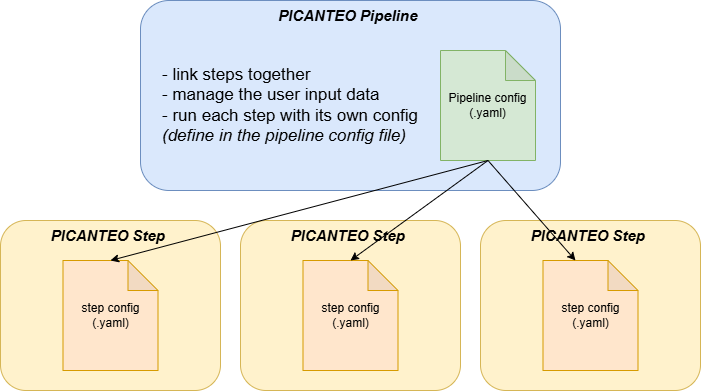 PICANTEO Pipeline
- link steps together
- manage the user input data
- run each step with its own config
(define in the pipeline config file)
Pipeline config
(.yaml)
PICANTEO Step
step config
(.yaml)
PICANTEO Step
step config
(.yaml)
PICANTEO Step
step config
(.yaml)